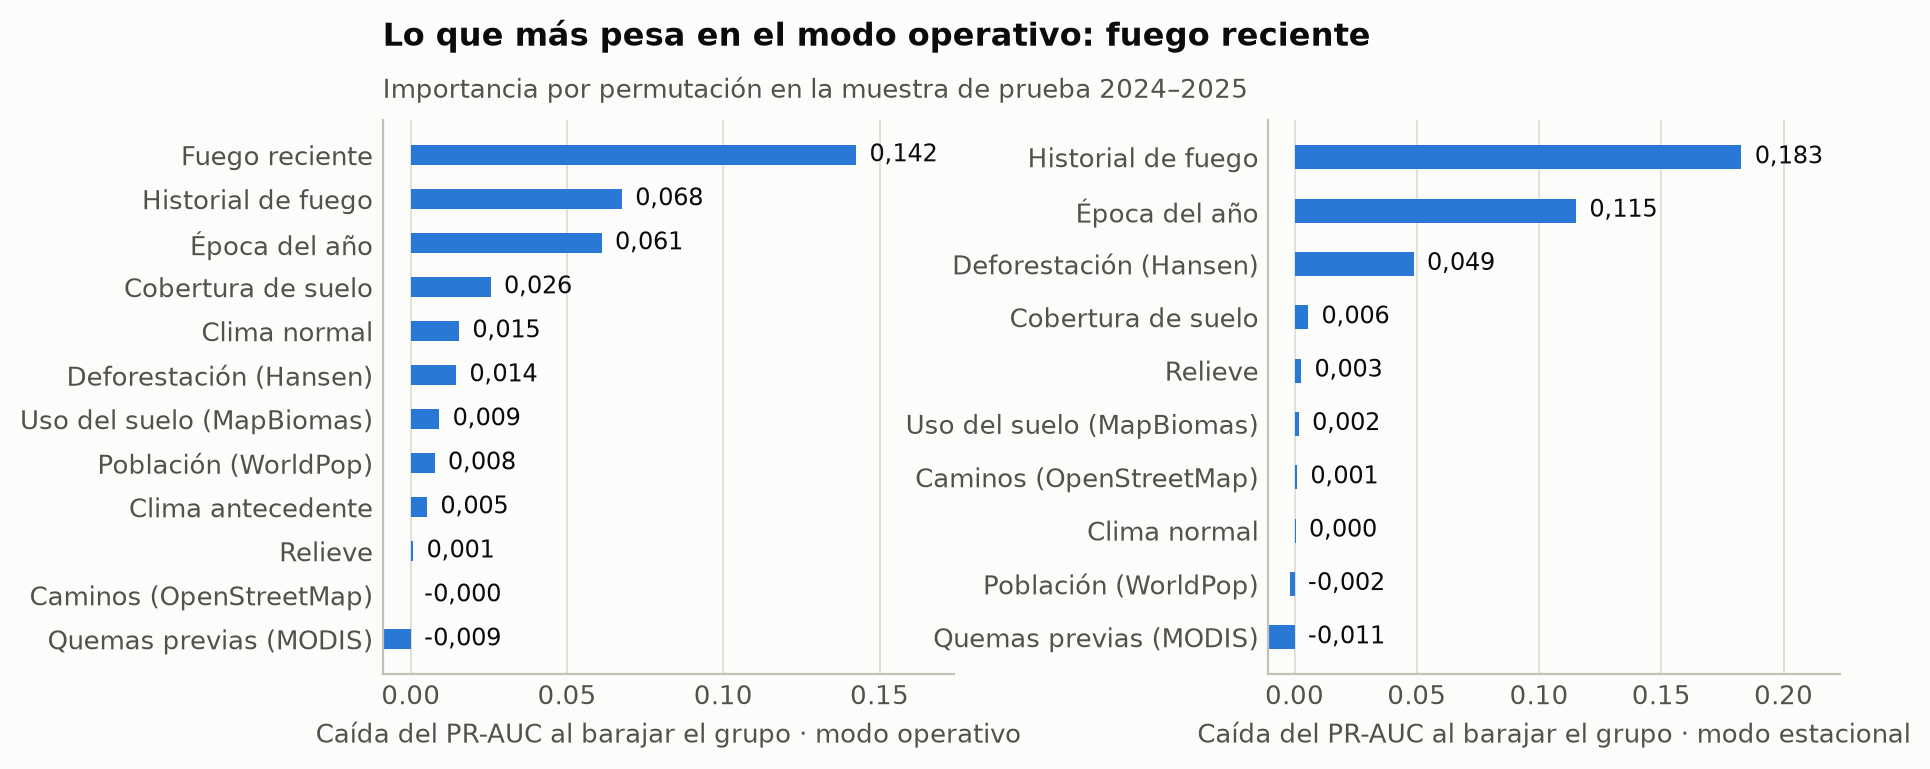 Lo que más pesa en el modo operativo: fuego reciente
Importancia por permutación en la muestra de prueba 2024–2025
Fuego reciente 0,142
Historial de fuego 0,068
Época del año 0,061
Cobertura de suelo 0,026
Clima normal 0,015
Deforestación (Hansen) 0,014
Uso del suelo (MapBiomas) 0,009
Población (WorldPop) 0,008
Clima antecedente 0,005
Relieve 0,001
Caminos (OpenStreetMap) -0,000
Quemas previas (MODIS) -0,009
0.00 0.05 0.10 0.15
Caída del PR-AUC al barajar el grupo · modo operativo
Historial de fuego 0,183
Época del año 0,115
Deforestación (Hansen) 0,049
Cobertura de suelo 0,006
Relieve 0,003
Uso del suelo (MapBiomas) 0,002
Caminos (OpenStreetMap) 0,001
Clima normal 0,000
Población (WorldPop) -0,002
Quemas previas (MODIS) -0,011
0.00 0.05 0.10 0.15 0.20
Caída del PR-AUC al barajar el grupo · modo estacional